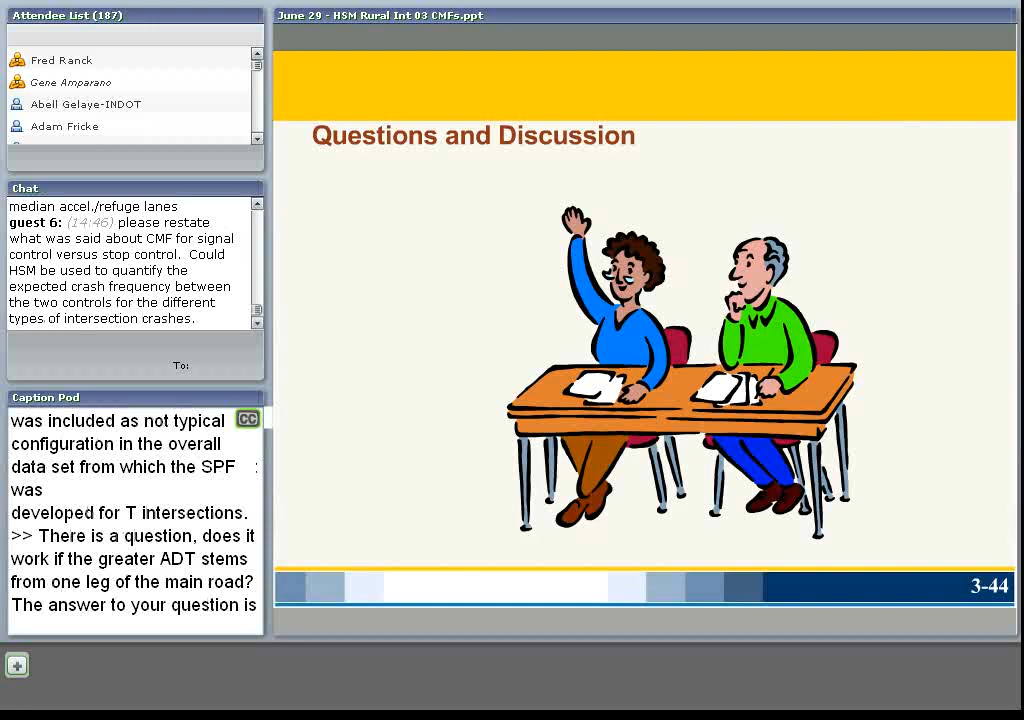 Attendee List (187)
Fred Ranck
Gene Amparano
Abell Gelaye-INDOT
Adam Fricke
Chat
median accel./refuge lanes
guest 6: (14:46) please restate
what was said about CMF for signal
control versus stop control. Could
HSM be used to quantify the
expected crash frequency between
the two controls for the different
types of intersection crashes.
To:
Caption Pod
was included as not typical
CC
configuration in the overall
data set from which the SPF :
was
developed for T intersections.
>> There is a question, does it
work if the greater ADT stems
from one leg of the main road?
The answer to your question is
June 29 - HSM Rural Int 03 CMFs.ppt
Questions and Discussion
3-44